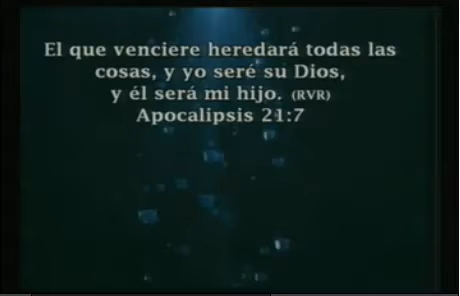 El que venciere heredará todas las
cosas, y yo seré su Dios,
y él será mi hijo. (RVR)
Apocalipsis 21:7